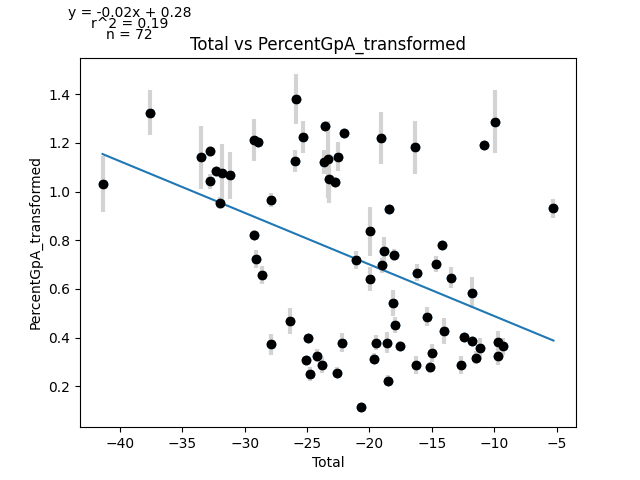 y = -0.02x + 0.28
r^2 = 0.19
n = 72
Total vs PercentGpA_transformed
PercentGpA_transformed
1.4
1.2
1.0
0.8
0.6
0.4
0.2
−40 −35 −30 −25 −20 −15 −10 −5
Total